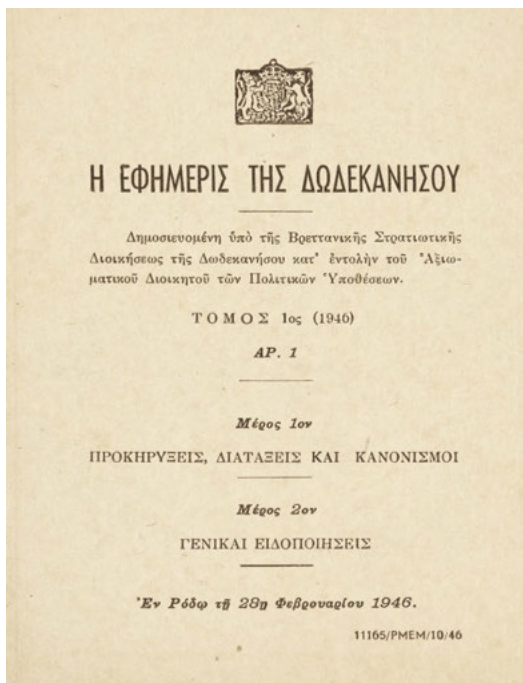 Η ΕΦΗΜΕΡΙΣ ΤΗΣ ΔΩΔΕΚΑΝΗΣΟΥ
Δημοσιευομένη ὑπὸ τῆς Βρεττανικῆς Στρατιωτικῆς
Διοικήσεως τῆς Δωδεκανήσου κατ' ἐντολὴν τοῦ Ἀξιω-
ματικοῦ Διοικητοῦ τῶν Πολιτικῶν Ὑποθέσεων.
ΤΟΜΟΣ 1ος (1946)
ΑΡ. 1
Μέρος 1ον
ΠΡΟΚΗΡΥΞΕΙΣ, ΔΙΑΤΑΞΕΙΣ ΚΑΙ ΚΑΝΟΝΙΣΜΟΙ
Μέρος 2ον
ΓΕΝΙΚΑΙ ΕΙΔΟΠΟΙΗΣΕΙΣ
Ἐν Ρόδῳ τῇ 28ῃ Φεβρουαρίου 1946.
11165/PMEM/10/46